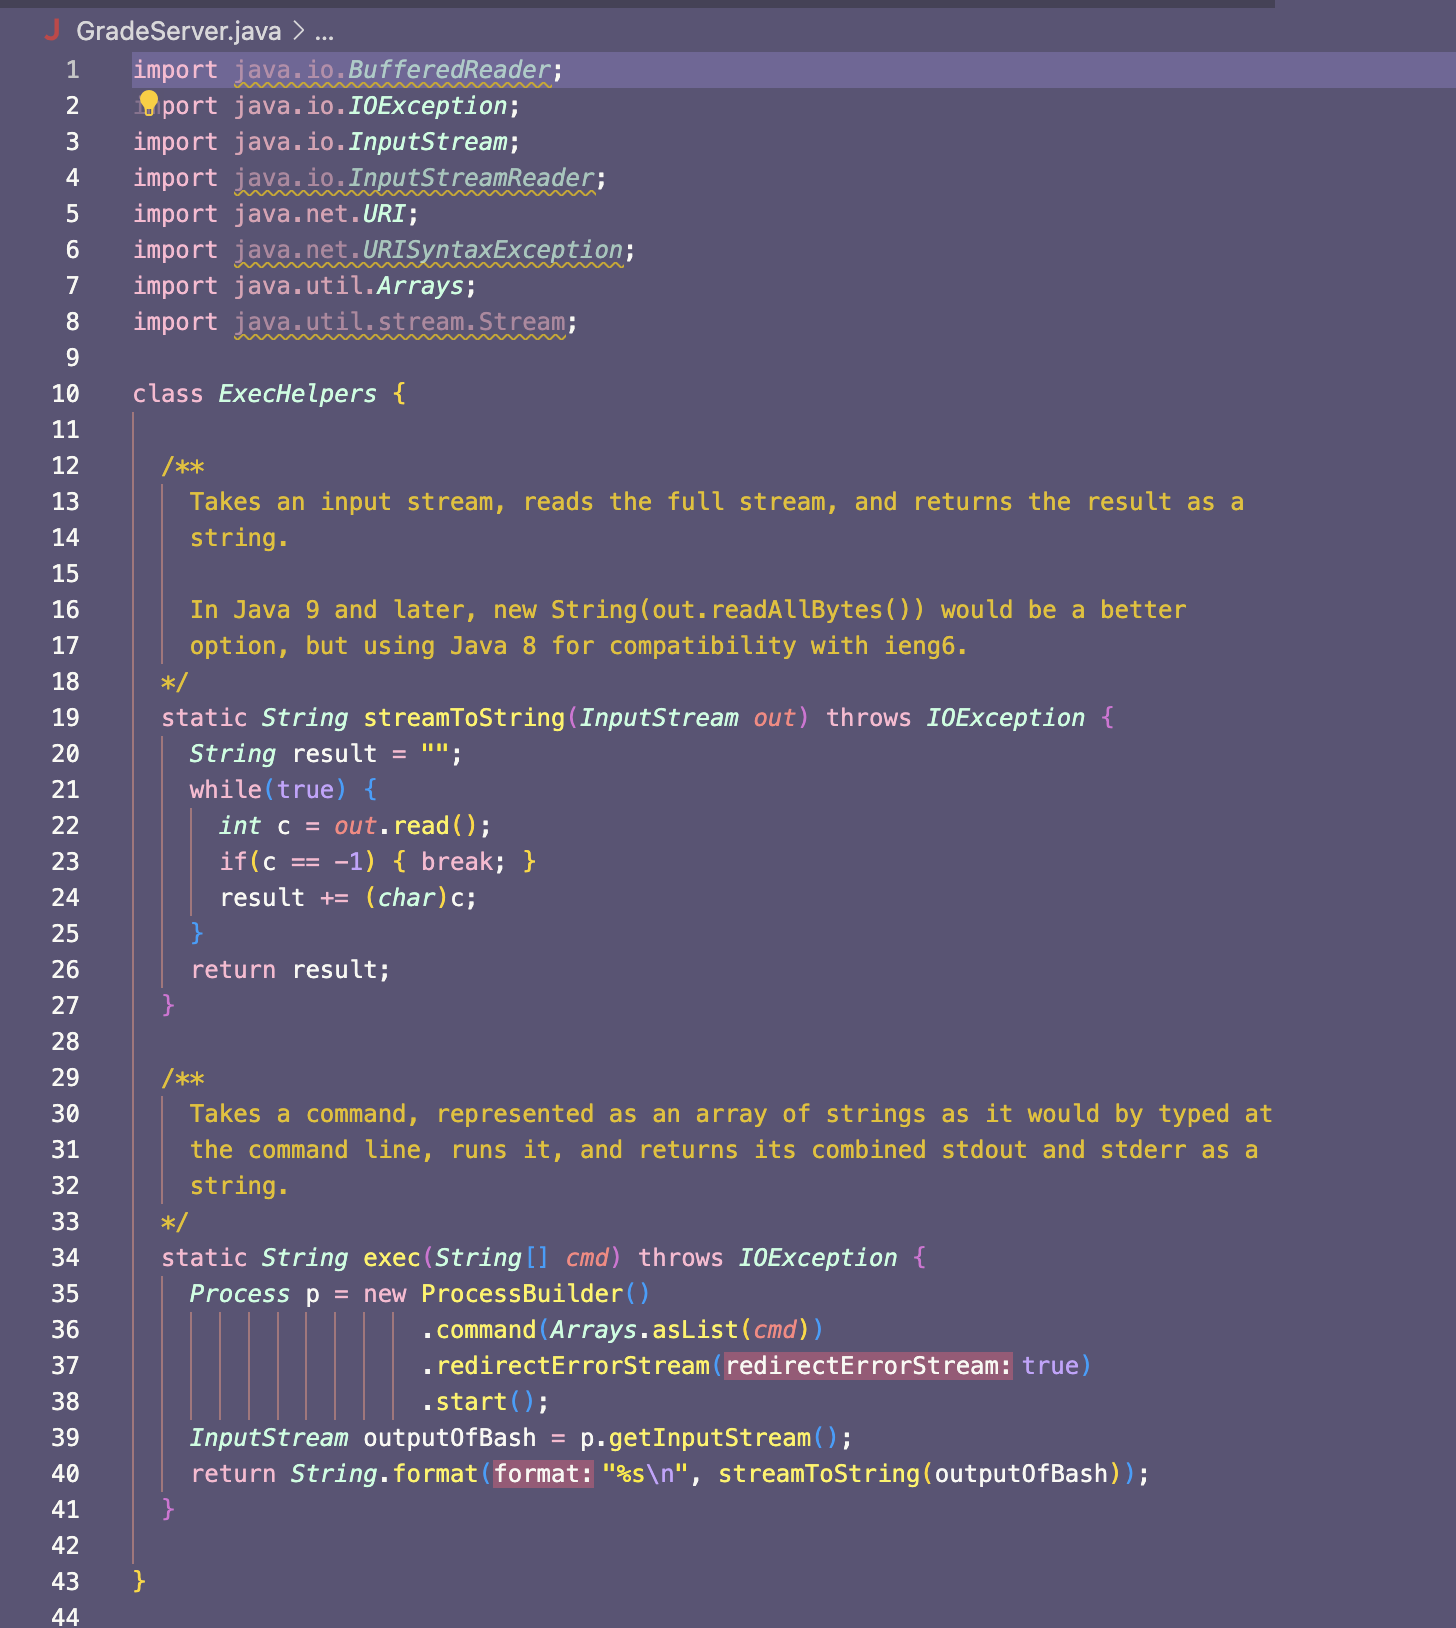 J GradeServer.java > ...
1 import java.io.BufferedReader;
2 import java.io.IOException;
3 import java.io.InputStream;
4 import java.io.InputStreamReader;
5 import java.net.URI;
6 import java.net.URISyntaxException;
7 import java.util.Arrays;
8 import java.util.stream.Stream;
9
10 class ExecHelpers {
11
12   /**
13     Takes an input stream, reads the full stream, and returns the result as a
14     string.
15
16     In Java 9 and later, new String(out.readAllBytes()) would be a better
17     option, but using Java 8 for compatibility with ieng6.
18   */
19   static String streamToString(InputStream out) throws IOException {
20     String result = "";
21     while(true) {
22       int c = out.read();
23       if(c == -1) { break; }
24       result += (char)c;
25     }
26     return result;
27   }
28
29   /**
30     Takes a command, represented as an array of strings as it would by typed at
31     the command line, runs it, and returns its combined stdout and stderr as a
32     string.
33   */
34   static String exec(String[] cmd) throws IOException {
35     Process p = new ProcessBuilder()
36                     .command(Arrays.asList(cmd))
37                     .redirectErrorStream(redirectErrorStream: true)
38                     .start();
39     InputStream outputOfBash = p.getInputStream();
40     return String.format(format: "%s\n", streamToString(outputOfBash));
41   }
42
43 }
44